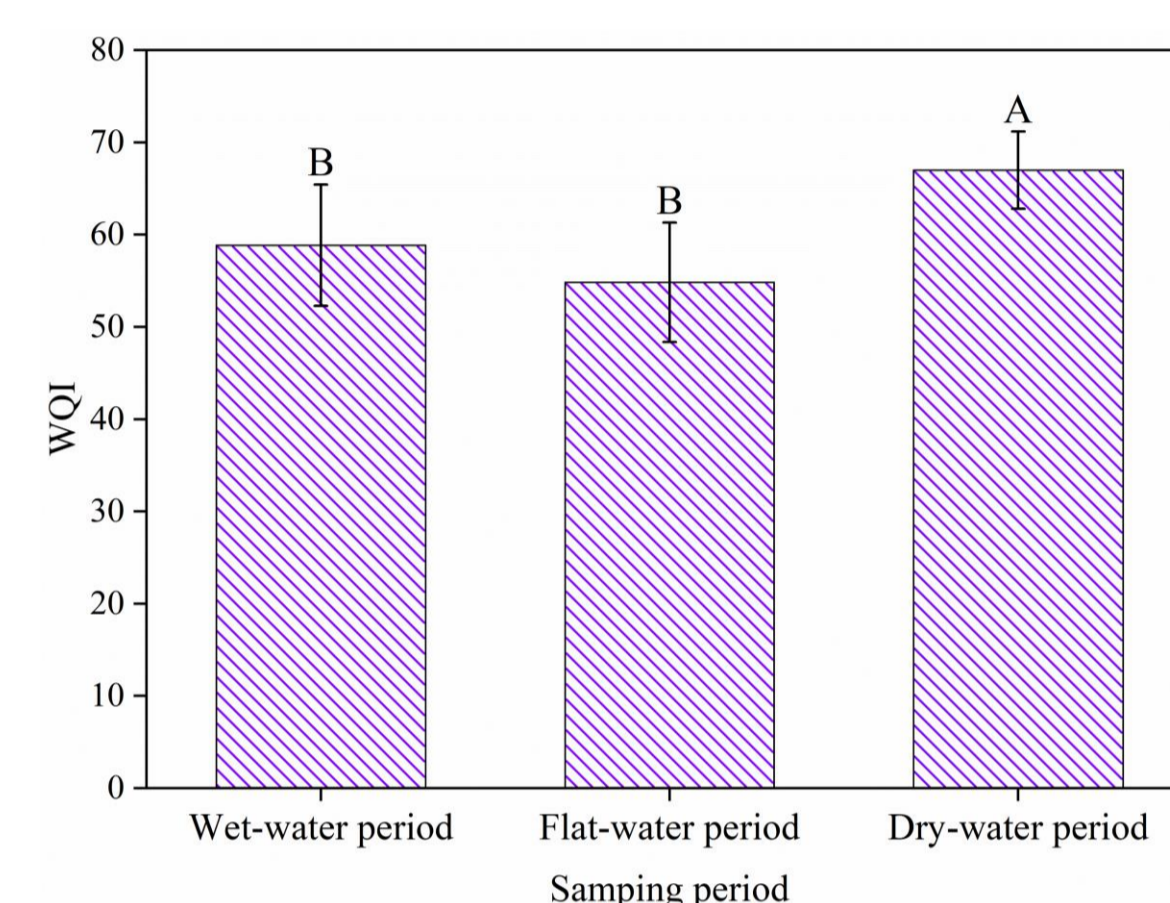 80
70
60
50
40
30
20
10
0
WQI
B
B
A
Wet-water period
Flat-water period
Dry-water period
Samping period